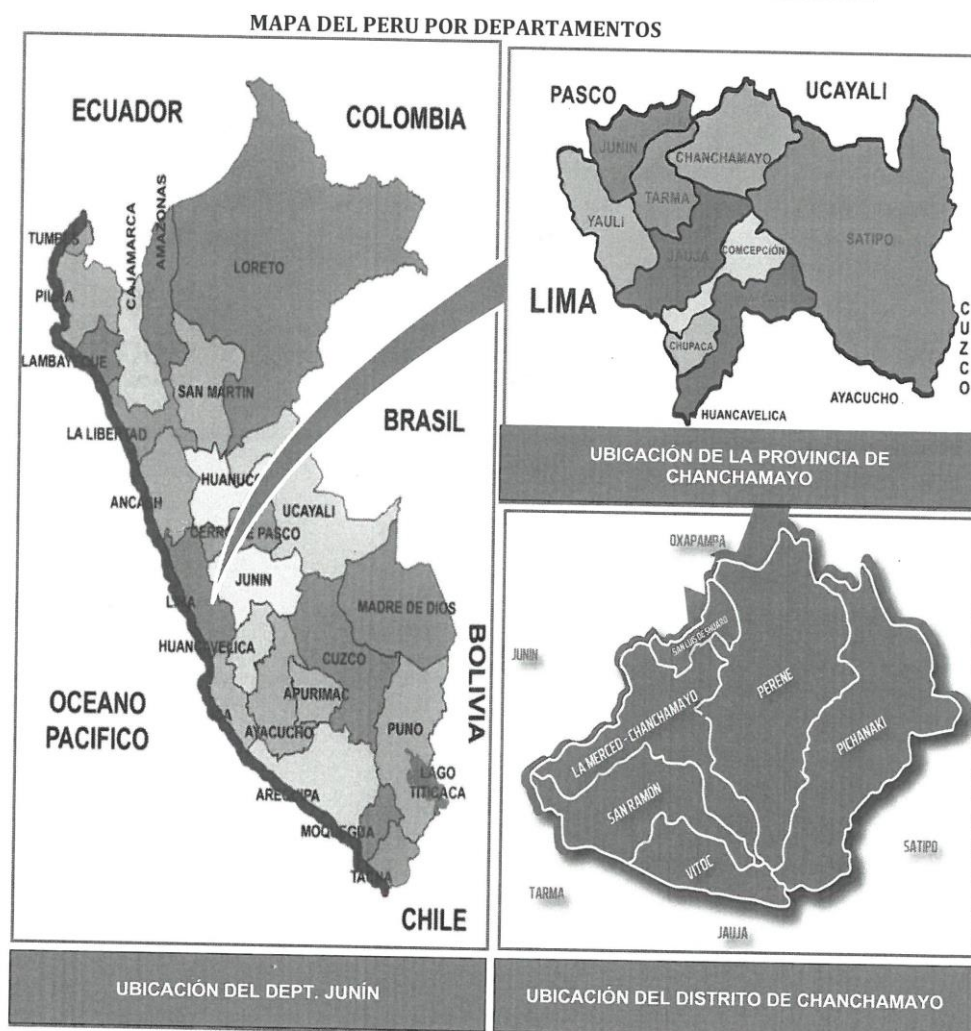 MAPA DEL PERU POR DEPARTAMENTOS
ECUADOR
COLOMBIA
TUMBES
CAJAMARCA
AMAZONAS
LORETO
PIURA
LAMBAYEQUE
SAN MARTIN
LA LIBERTAD
BRASIL
HUANUCO
ANCASH
UCAYALI
CERRO DE PASCO
JUNIN
LIMA
MADRE DE DIOS
HUANCAVELICA
CUZCO
BOLIVIA
OCEANO
PACIFICO
APURIMAC
AYACUCHO
PUNO
LAGO
TITICACA
AREQUIPA
MOQUEGUA
TACNA
CHILE
UBICACIÓN DEL DEPT. JUNÍN
PASCO
UCAYALI
JUNIN
CHANCHAMAYO
TARMA
YAULI
SATIPO
JAUJA
COMCEPCIÓN
LIMA
CUZCO
CHUPACA
AYACUCHO
HUANCAVELICA
UBICACIÓN DE LA PROVINCIA DE
CHANCHAMAYO
OXAPAMPA
SAN LUIS DE SHUARO
JUNIN
PERENE
LA MERCED - CHANCHAMAYO
PICHANAKI
SAN RAMÓN
VITOC
SATIPO
TARMA
JAUJA
UBICACIÓN DEL DISTRITO DE CHANCHAMAYO